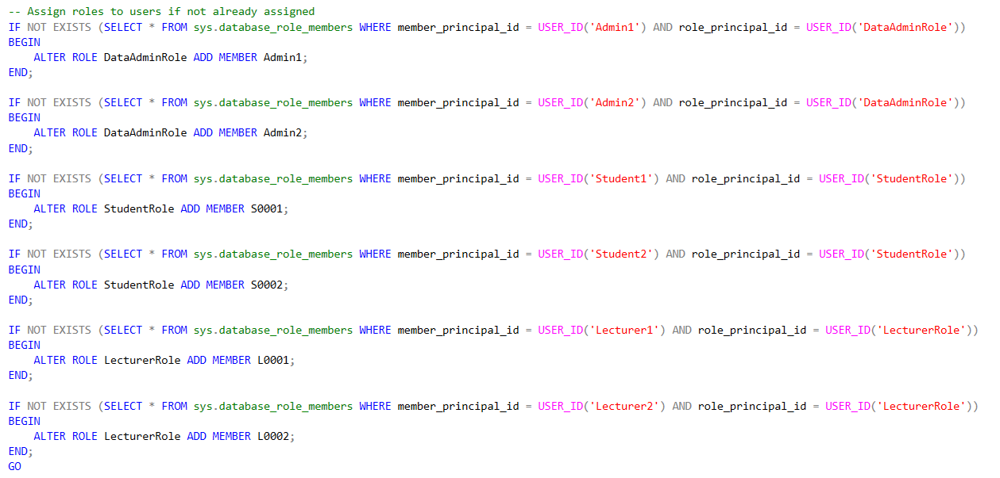 -- Assign roles to users if not already assigned
IF NOT EXISTS (SELECT * FROM sys.database_role_members WHERE member_principal_id = USER_ID('Admin1') AND role_principal_id = USER_ID('DataAdminRole'))
BEGIN
    ALTER ROLE DataAdminRole ADD MEMBER Admin1;
END;

IF NOT EXISTS (SELECT * FROM sys.database_role_members WHERE member_principal_id = USER_ID('Admin2') AND role_principal_id = USER_ID('DataAdminRole'))
BEGIN
    ALTER ROLE DataAdminRole ADD MEMBER Admin2;
END;

IF NOT EXISTS (SELECT * FROM sys.database_role_members WHERE member_principal_id = USER_ID('Student1') AND role_principal_id = USER_ID('StudentRole'))
BEGIN
    ALTER ROLE StudentRole ADD MEMBER S0001;
END;

IF NOT EXISTS (SELECT * FROM sys.database_role_members WHERE member_principal_id = USER_ID('Student2') AND role_principal_id = USER_ID('StudentRole'))
BEGIN
    ALTER ROLE StudentRole ADD MEMBER S0002;
END;

IF NOT EXISTS (SELECT * FROM sys.database_role_members WHERE member_principal_id = USER_ID('Lecturer1') AND role_principal_id = USER_ID('LecturerRole'))
BEGIN
    ALTER ROLE LecturerRole ADD MEMBER L0001;
END;

IF NOT EXISTS (SELECT * FROM sys.database_role_members WHERE member_principal_id = USER_ID('Lecturer2') AND role_principal_id = USER_ID('LecturerRole'))
BEGIN
    ALTER ROLE LecturerRole ADD MEMBER L0002;
END;
GO